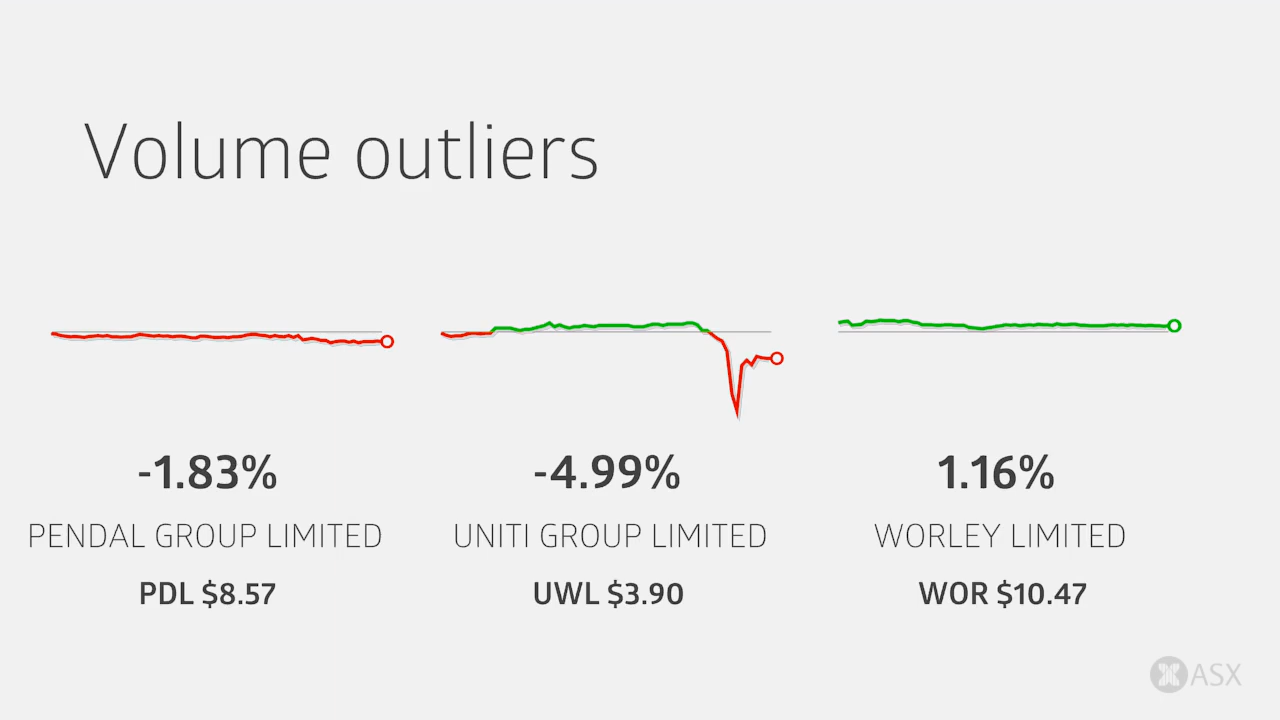 Volume outliers
-1.83%
PENDAL GROUP LIMITED
PDL $8.57
-4.99%
UNITI GROUP LIMITED
UWL $3.90
1.16%
WORLEY LIMITED
WOR $10.47
ASX